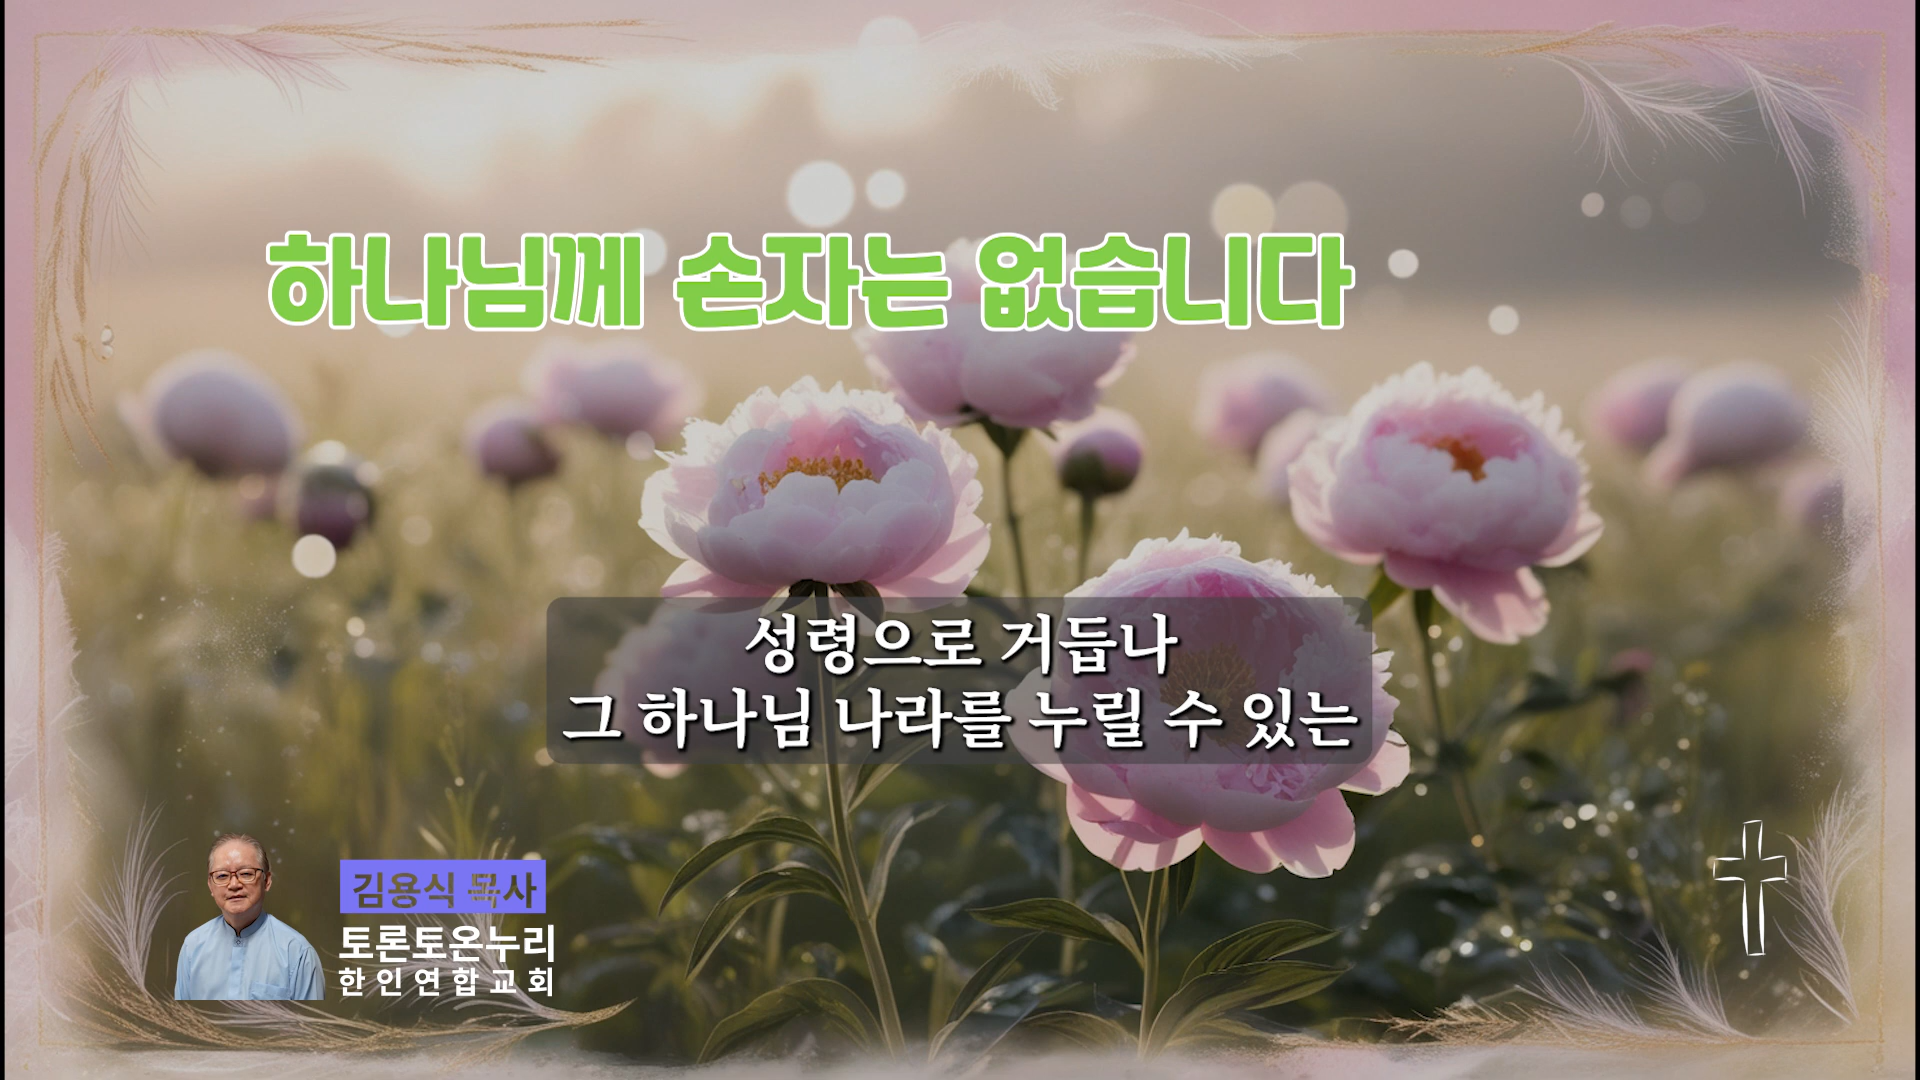 하나님께 손자는 없습니다
성령으로 거듭나
그 하나님 나라를 누릴 수 있는
김용식 목사
토론토온누리
한인연합교회